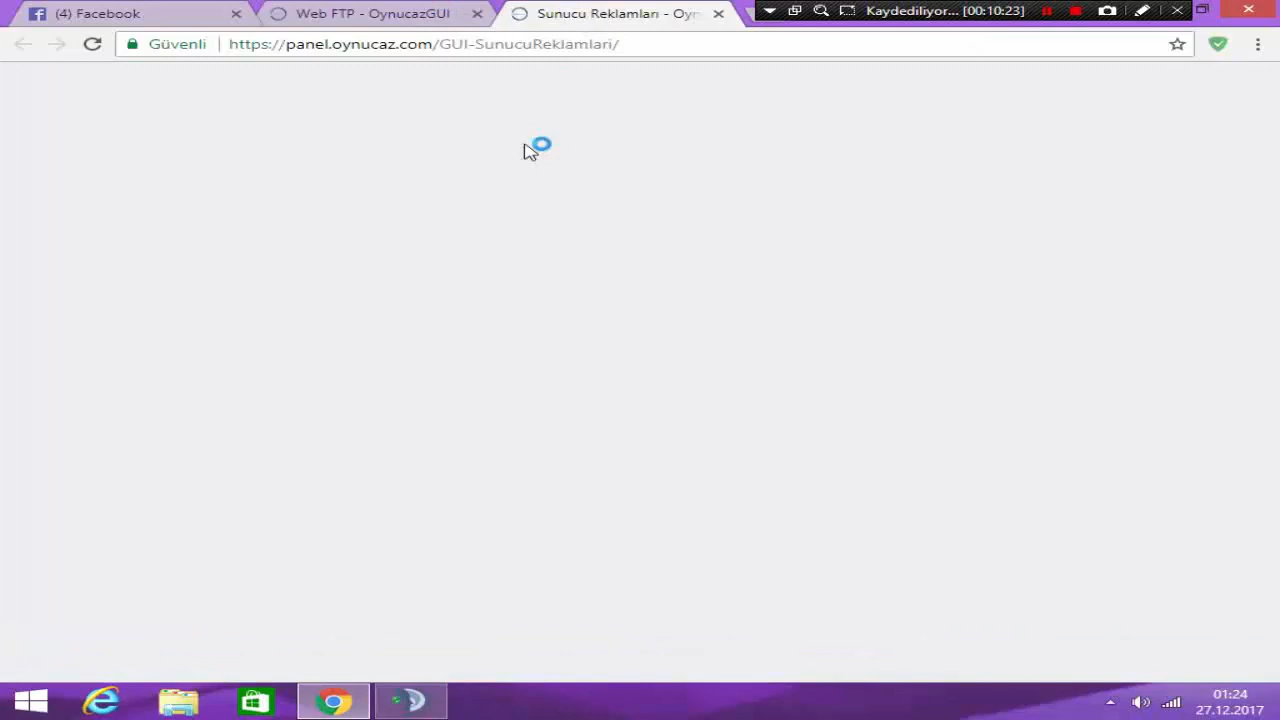 (4) Facebook
Web FTP - OynucazGUI
Sunucu Reklamları - Oyn
Kaydediliyor... [00:10:23]
Güvenli
https://panel.oynucaz.com/GUI-SunucuReklamlari/
01:24
27.12.2017